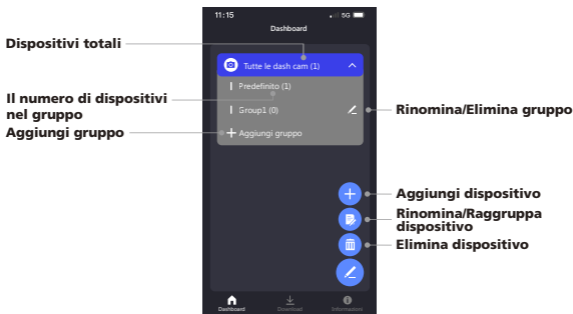 11:15
5G
Dashboard
Dispositivi totali
Tutte le dash cam (1)
Predefinito (1)
Il numero di dispositivi
nel gruppo
Group1 (0)
Rinomina/Elimina gruppo
Aggiungi gruppo
Aggiungi gruppo
Aggiungi dispositivo
Rinomina/Raggruppa
dispositivo
Elimina dispositivo
Dashboard
Download
Informazioni